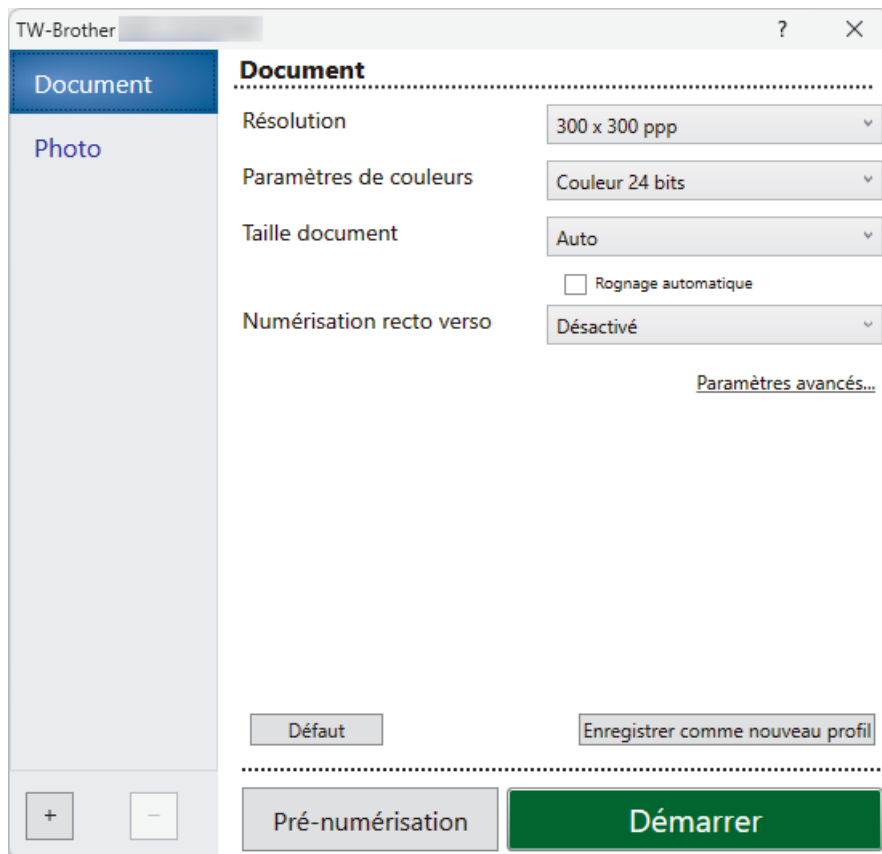 TW-Brother
?
Document
Photo
Document
Résolution
300 x 300 ppp
Paramètres de couleurs
Couleur 24 bits
Taille document
Auto
Rognage automatique
Numérisation recto verso
Désactivé
Paramètres avancés...
Défaut
Enregistrer comme nouveau profil
+
−
Pré-numérisation
Démarrer